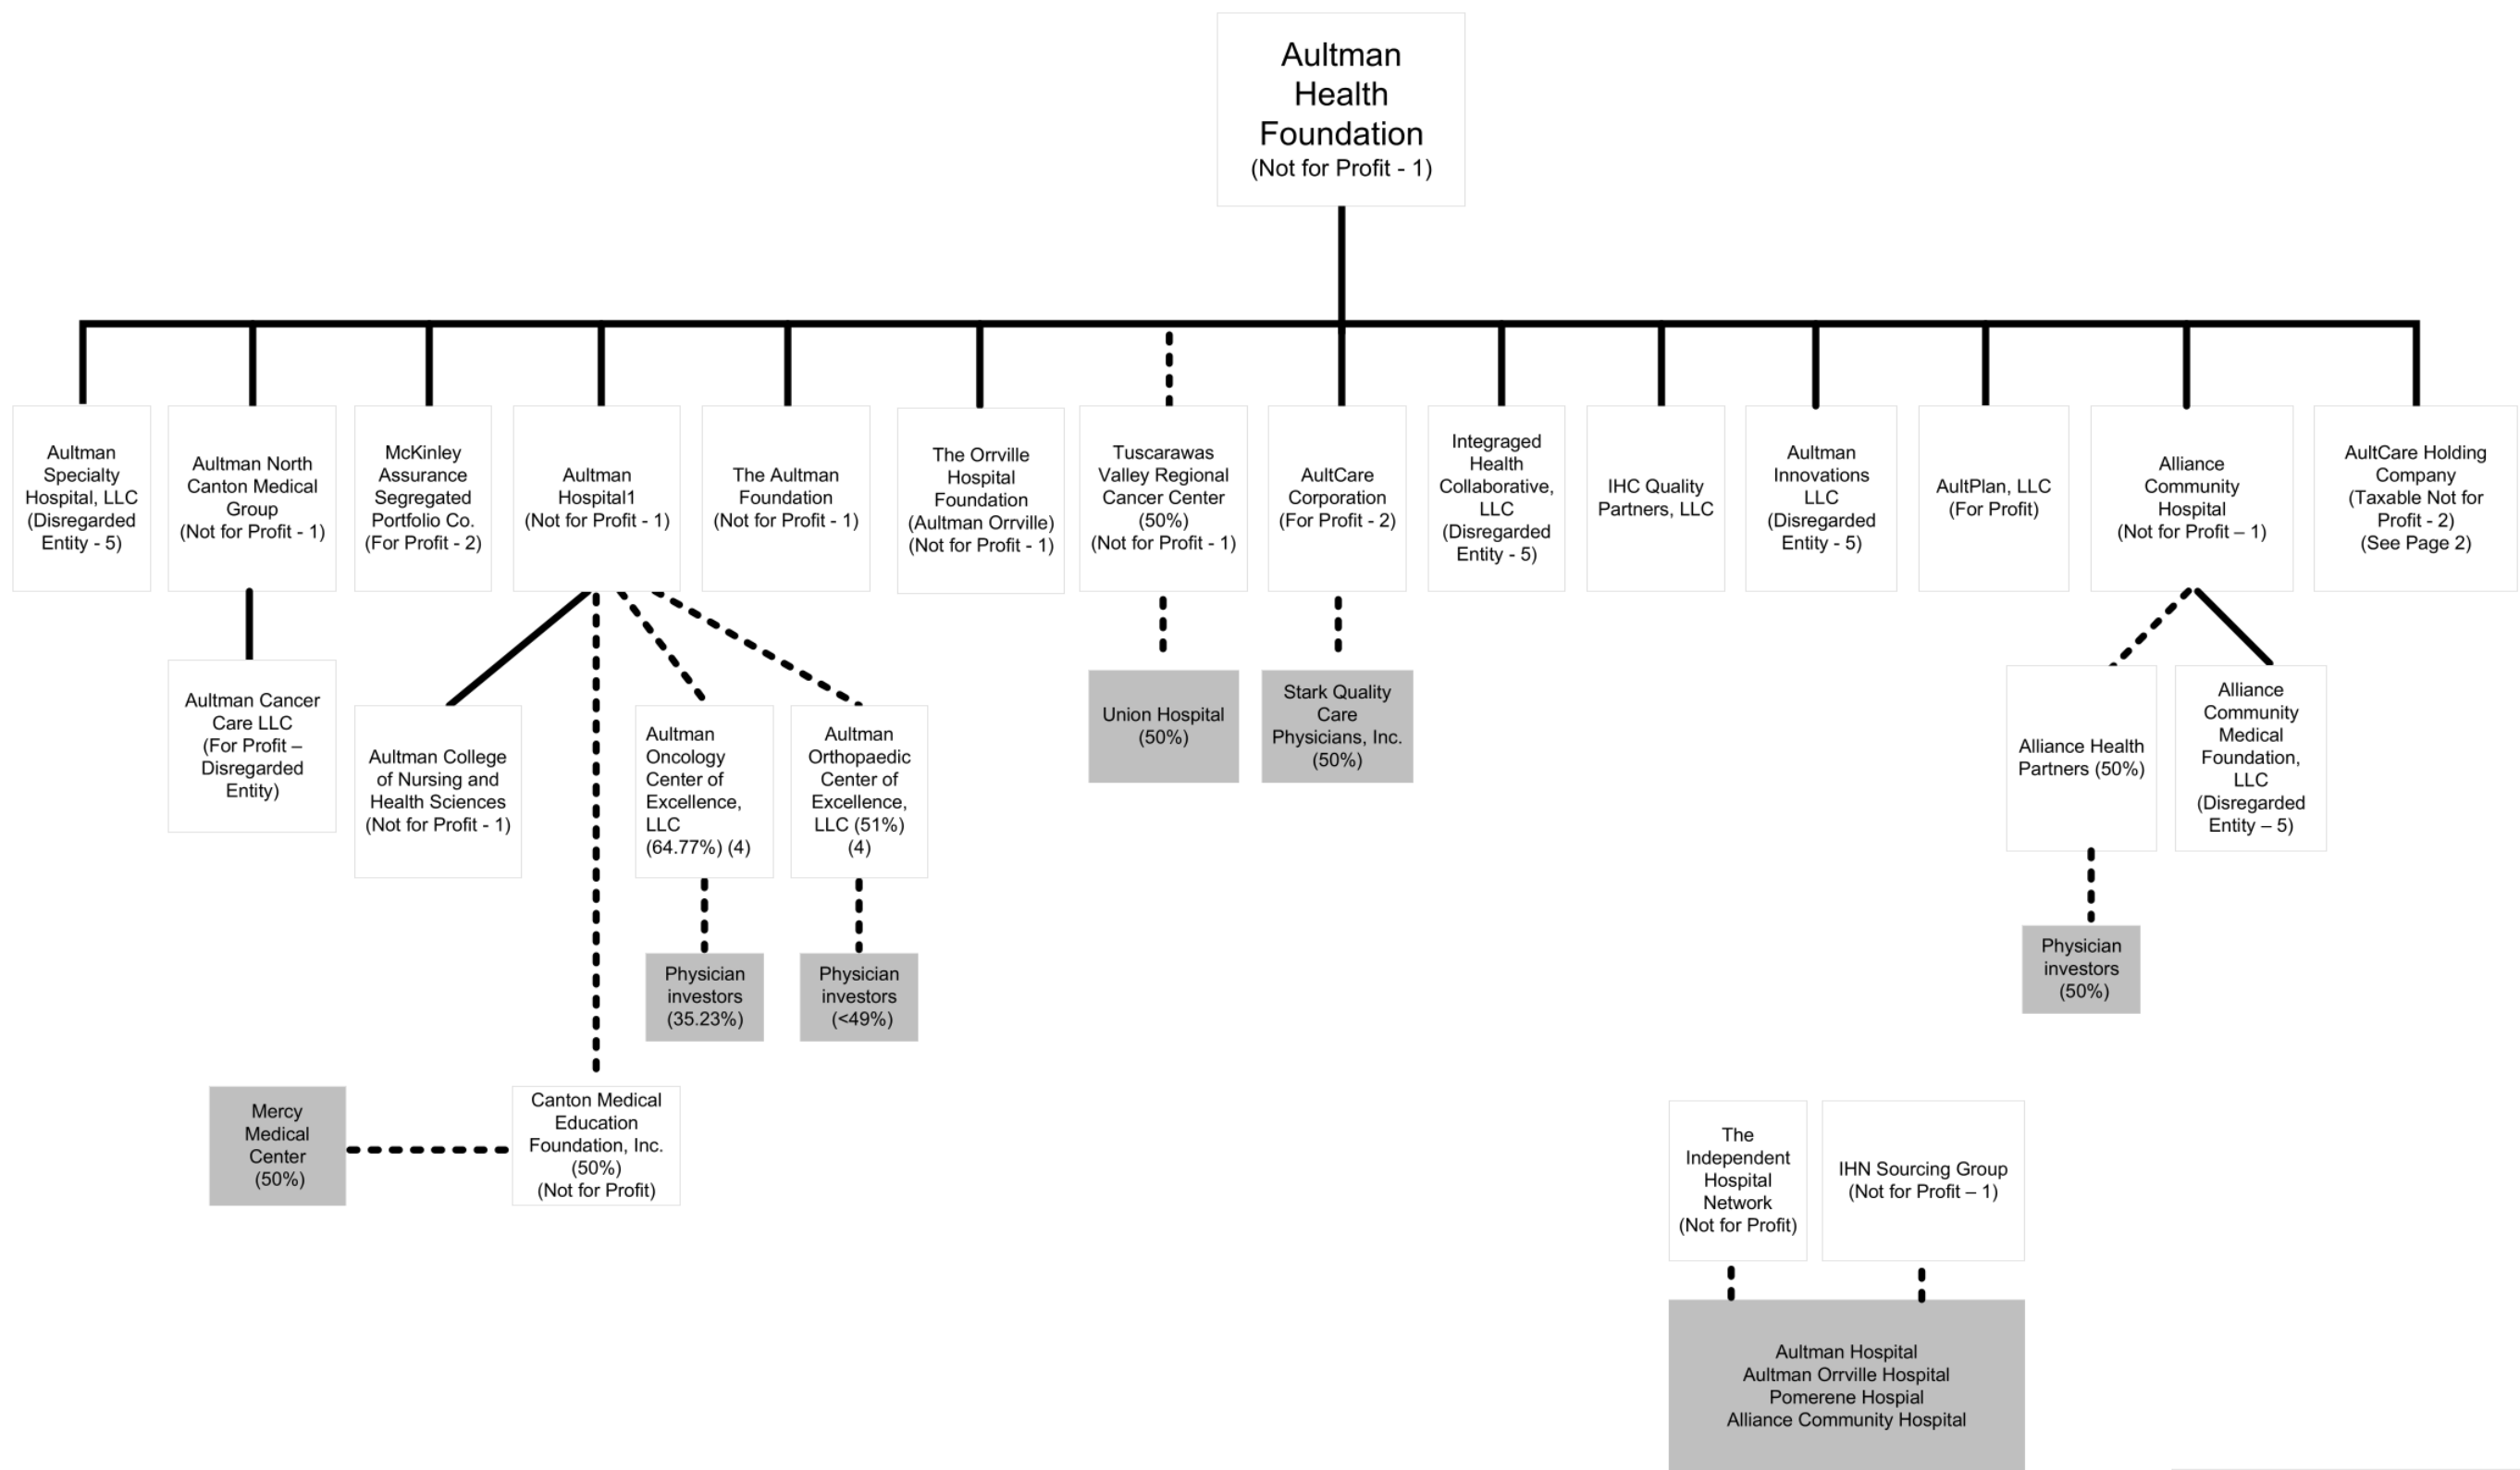 Aultman
Health
Foundation
(Not for Profit - 1)
Aultman
Specialty
Hospital, LLC
(Disregarded
Entity - 5)
Aultman North
Canton Medical
Group
(Not for Profit - 1)
McKinley
Assurance
Segregated
Portfolio Co.
(For Profit - 2)
Aultman
Hospital1
(Not for Profit - 1)
The Aultman
Foundation
(Not for Profit - 1)
The Orrville
Hospital
Foundation
(Aultman Orrville)
(Not for Profit - 1)
Tuscarawas
Valley Regional
Cancer Center
(50%)
(Not for Profit - 1)
AultCare
Corporation
(For Profit - 2)
Integraged
Health
Collaborative,
LLC
(Disregarded
Entity - 5)
IHC Quality
Partners, LLC
Aultman
Innovations
LLC
(Disregarded
Entity - 5)
AultPlan, LLC
(For Profit)
Alliance
Community
Hospital
(Not for Profit – 1)
AultCare Holding
Company
(Taxable Not for
Profit - 2)
(See Page 2)
Aultman Cancer
Care LLC
(For Profit –
Disregarded
Entity)
Aultman College
of Nursing and
Health Sciences
(Not for Profit - 1)
Aultman
Oncology
Center of
Excellence,
LLC
(64.77%) (4)
Aultman
Orthopaedic
Center of
Excellence,
LLC (51%)
(4)
Union Hospital
(50%)
Stark Quality
Care
Physicians, Inc.
(50%)
Alliance Health
Partners (50%)
Alliance
Community
Medical
Foundation,
LLC
(Disregarded
Entity – 5)
Physician
investors
(35.23%)
Physician
investors
(<49%)
Physician
investors
(50%)
Mercy
Medical
Center
(50%)
Canton Medical
Education
Foundation, Inc.
(50%)
(Not for Profit)
The
Independent
Hospital
Network
(Not for Profit)
IHN Sourcing Group
(Not for Profit – 1)
Aultman Hospital
Aultman Orrville Hospital
Pomerene Hospial
Alliance Community Hospital